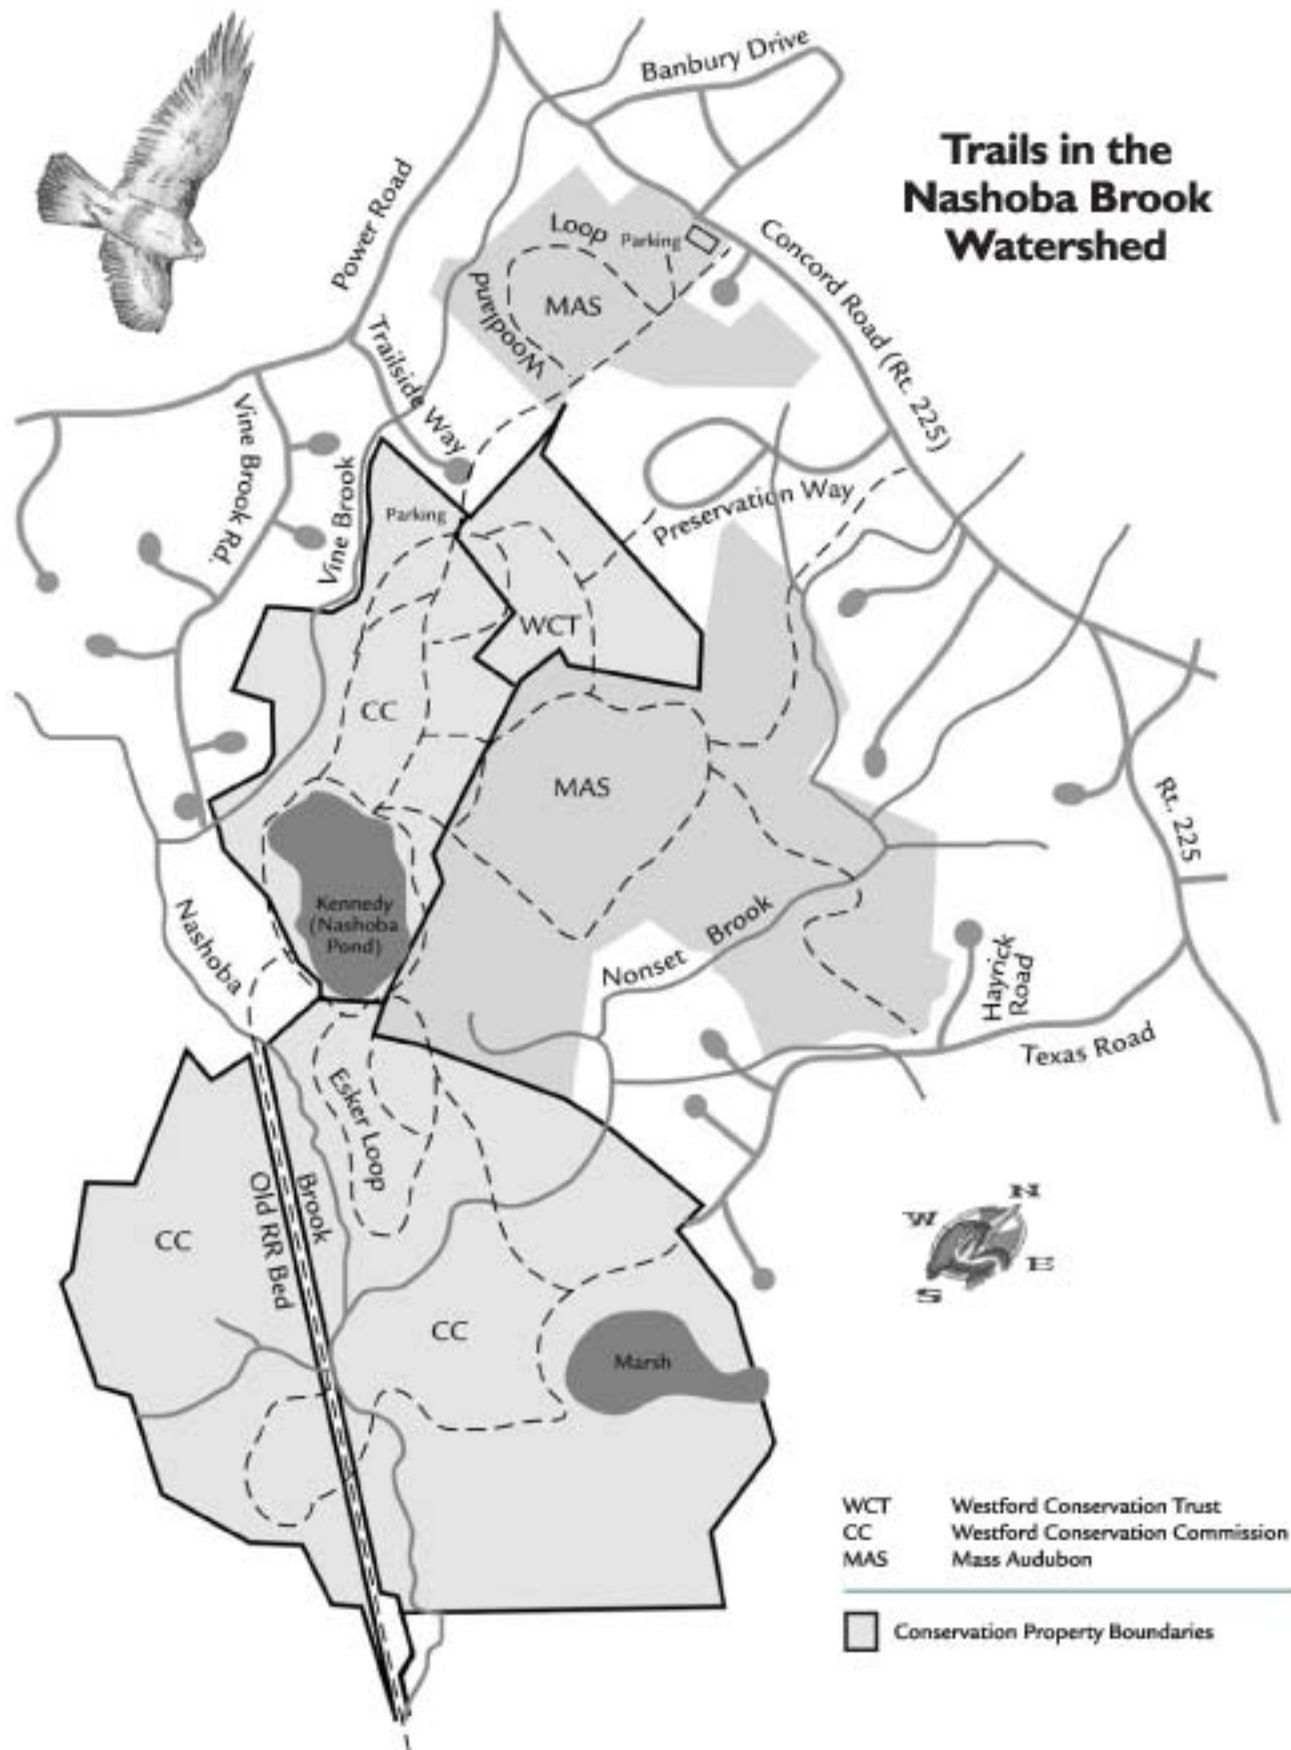 Banbury Drive
Trails in the
Nashoba Brook
Watershed
Power Road
Loop
Parking
Concord Road (Rt. 225)
Woodland
MAS
Trailside Way
Vine Brook Rd.
Vine Brook
Parking
Preservation Way
WCT
CC
MAS
Rt. 225
Kennedy
(Nashoba
Pond)
Nashoba
Nonset Brook
Hayrick
Road
Texas Road
Esker Loop
Brook
Old RR Bed
N
W
E
S
CC
CC
Marsh
WCT Westford Conservation Trust
CC Westford Conservation Commission
MAS Mass Audubon
Conservation Property Boundaries